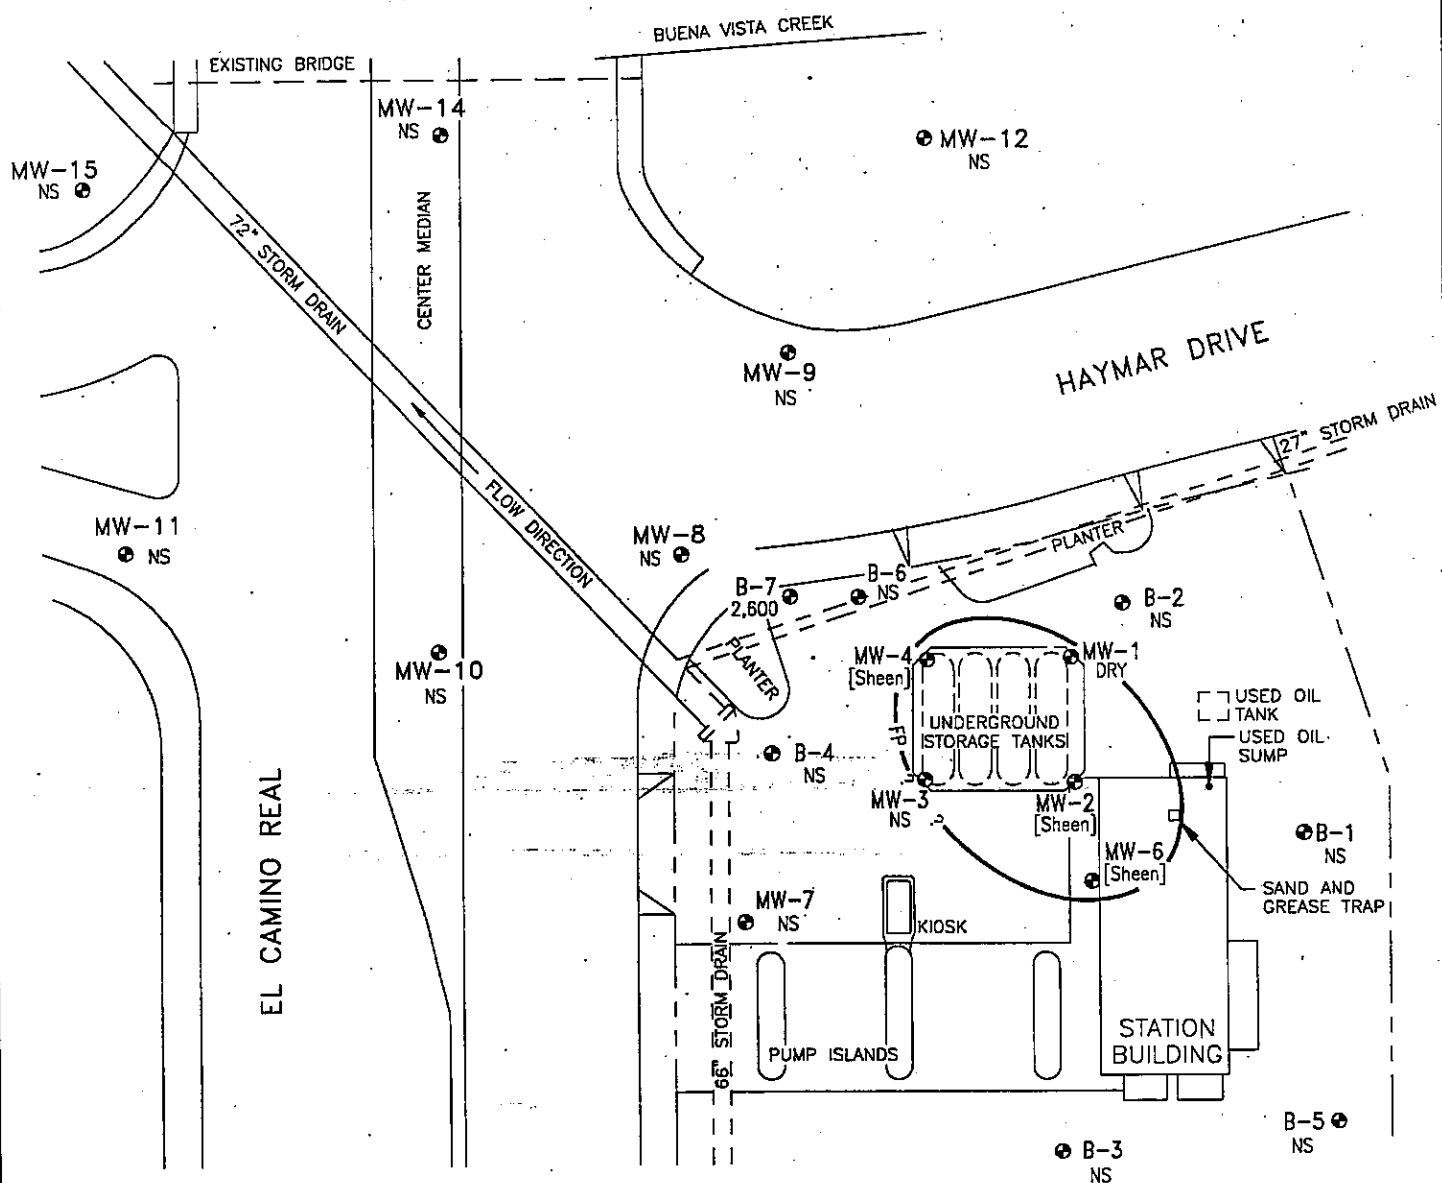 BUENA VISTA CREEK
EXISTING BRIDGE
MW-14
NS
MW-12
NS
MW-15
NS
CENTER MEDIAN
72" STORM DRAIN
MW-9
NS
HAYMAR DRIVE
27" STORM DRAIN
FLOW DIRECTION
MW-11
NS
MW-8
NS
PLANTER
B-7
2,600
B-6
NS
B-2
NS
MW-10
NS
PLANTER
MW-4
[Sheen]
MW-1
DRY
USED OIL
TANK
USED OIL
SUMP
UNDERGROUND
STORAGE TANKS
FP
B-4
NS
MW-3
NS
MW-2
[Sheen]
EL CAMINO REAL
B-1
NS
MW-6
[Sheen]
SAND AND
GREASE TRAP
MW-7
NS
KIOSK
66" STORM DRAIN
PUMP ISLANDS
STATION
BUILDING
B-5
NS
B-3
NS